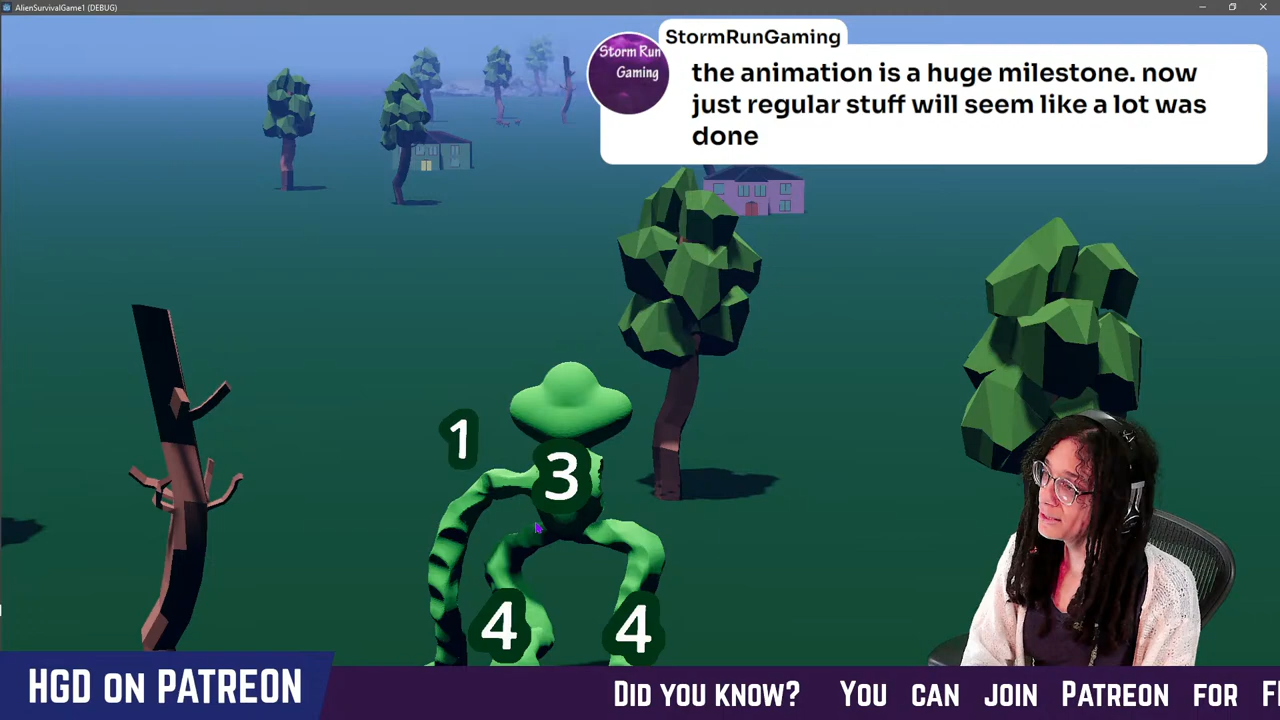 AlienSurvivalGame1 (DEBUG)
StormRunGaming
Storm Run
Gaming
the animation is a huge milestone. now
just regular stuff will seem like a lot was
done
1
3
4 4
HGD on PATREON
DID YOU KNOW? YOU CAN JOIN PATREON FOR